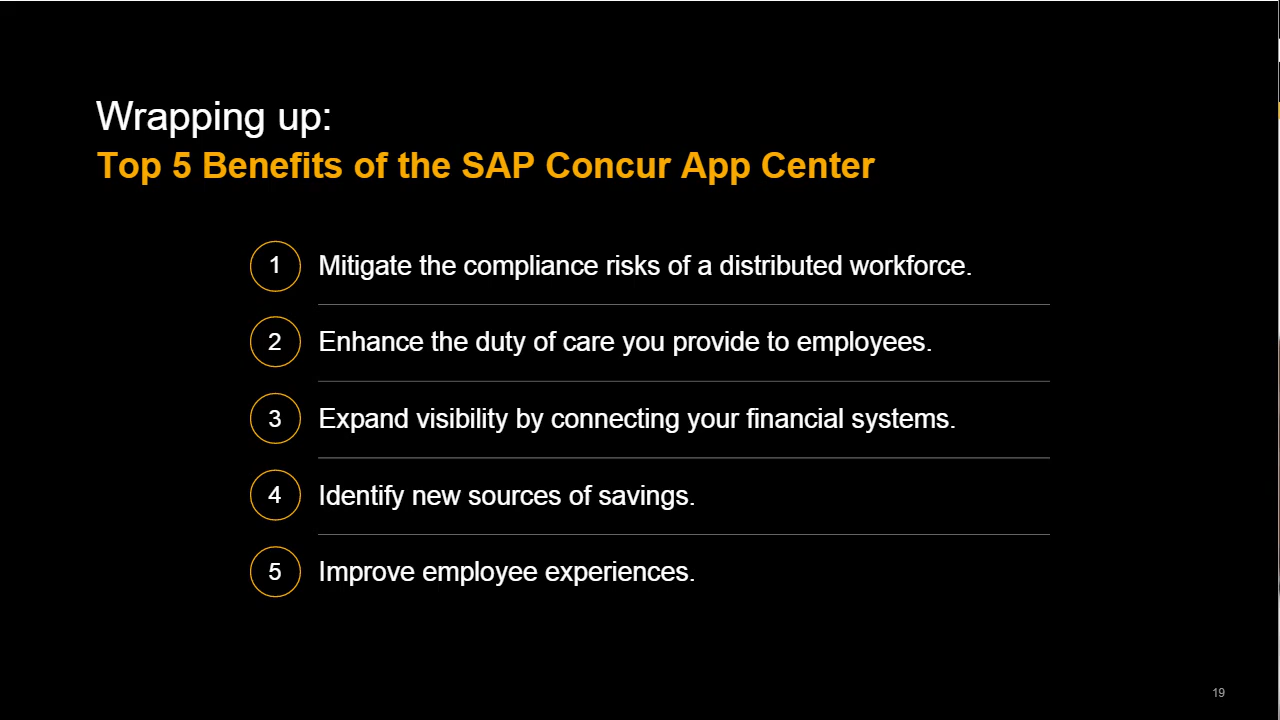 Wrapping up:
Top 5 Benefits of the SAP Concur App Center
1 Mitigate the compliance risks of a distributed workforce.
2 Enhance the duty of care you provide to employees.
3 Expand visibility by connecting your financial systems.
4 Identify new sources of savings.
5 Improve employee experiences.
19